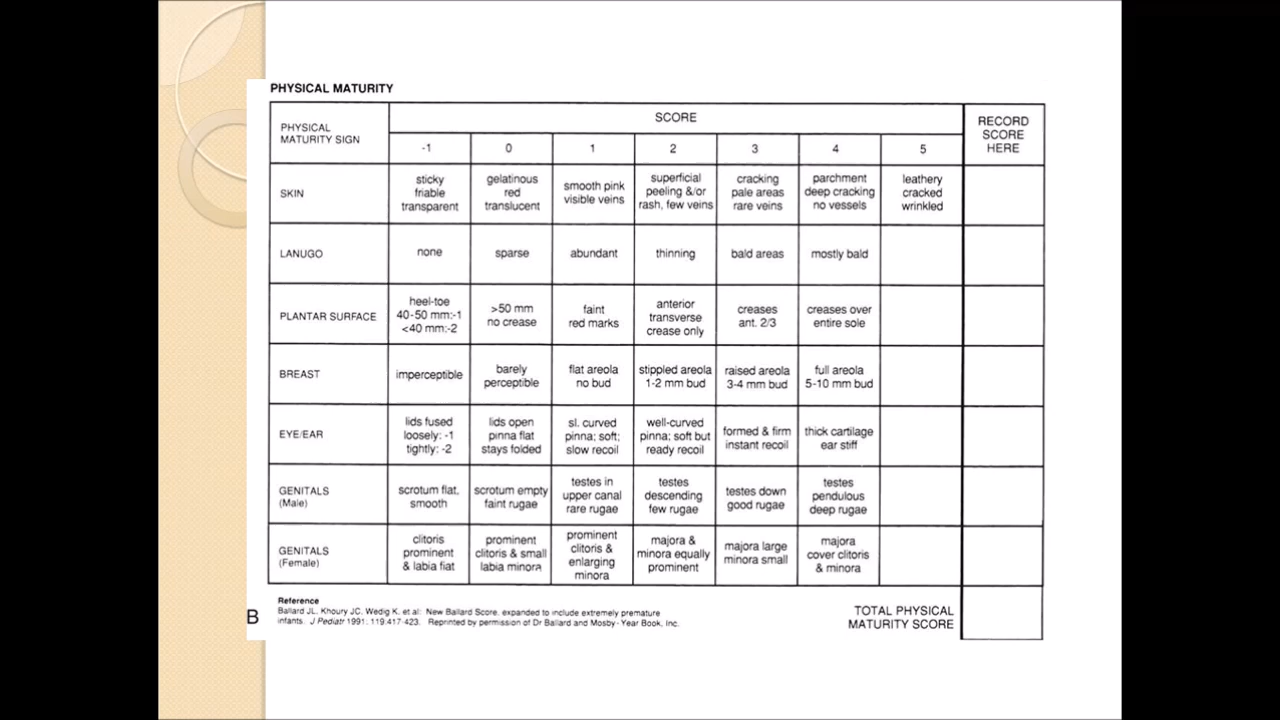 PHYSICAL MATURITY
PHYSICAL
MATURITY SIGN
SCORE
RECORD
SCORE
HERE
-1 0 1 2 3 4 5
SKIN
sticky
friable
transparent
gelatinous
red
translucent
smooth pink
visible veins
superficial
peeling &/or
rash, few veins
cracking
pale areas
rare veins
parchment
deep cracking
no vessels
leathery
cracked
wrinkled
LANUGO
none
sparse
abundant
thinning
bald areas
mostly bald
PLANTAR SURFACE
heel-toe
40-50 mm:-1
<40 mm:-2
>50 mm
no crease
faint
red marks
anterior
transverse
crease only
creases
ant. 2/3
creases over
entire sole
BREAST
imperceptible
barely
perceptible
flat areola
no bud
stippled areola
1-2 mm bud
raised areola
3-4 mm bud
full areola
5-10 mm bud
EYE/EAR
lids fused
loosely: -1
tightly: -2
lids open
pinna flat
stays folded
sl. curved
pinna; soft;
slow recoil
well-curved
pinna; soft but
ready recoil
formed & firm
instant recoil
thick cartilage
ear stiff
GENITALS
(Male)
scrotum flat,
smooth
scrotum empty
faint rugae
testes in
upper canal
rare rugae
testes
descending
few rugae
testes down
good rugae
testes
pendulous
deep rugae
GENITALS
(Female)
clitoris
prominent
& labia flat
prominent
clitoris & small
labia minora
prominent
clitoris &
enlarging
minora
majora &
minora equally
prominent
majora large
minora small
majora
cover clitoris
& minora
B
Reference
Ballard JL, Khoury JC, Wedig K, et al: New Ballard Score, expanded to include extremely premature
infants. J Pediatr 1991; 119:417-423. Reprinted by permission of Dr Ballard and Mosby-Year Book, Inc.
TOTAL PHYSICAL
MATURITY SCORE